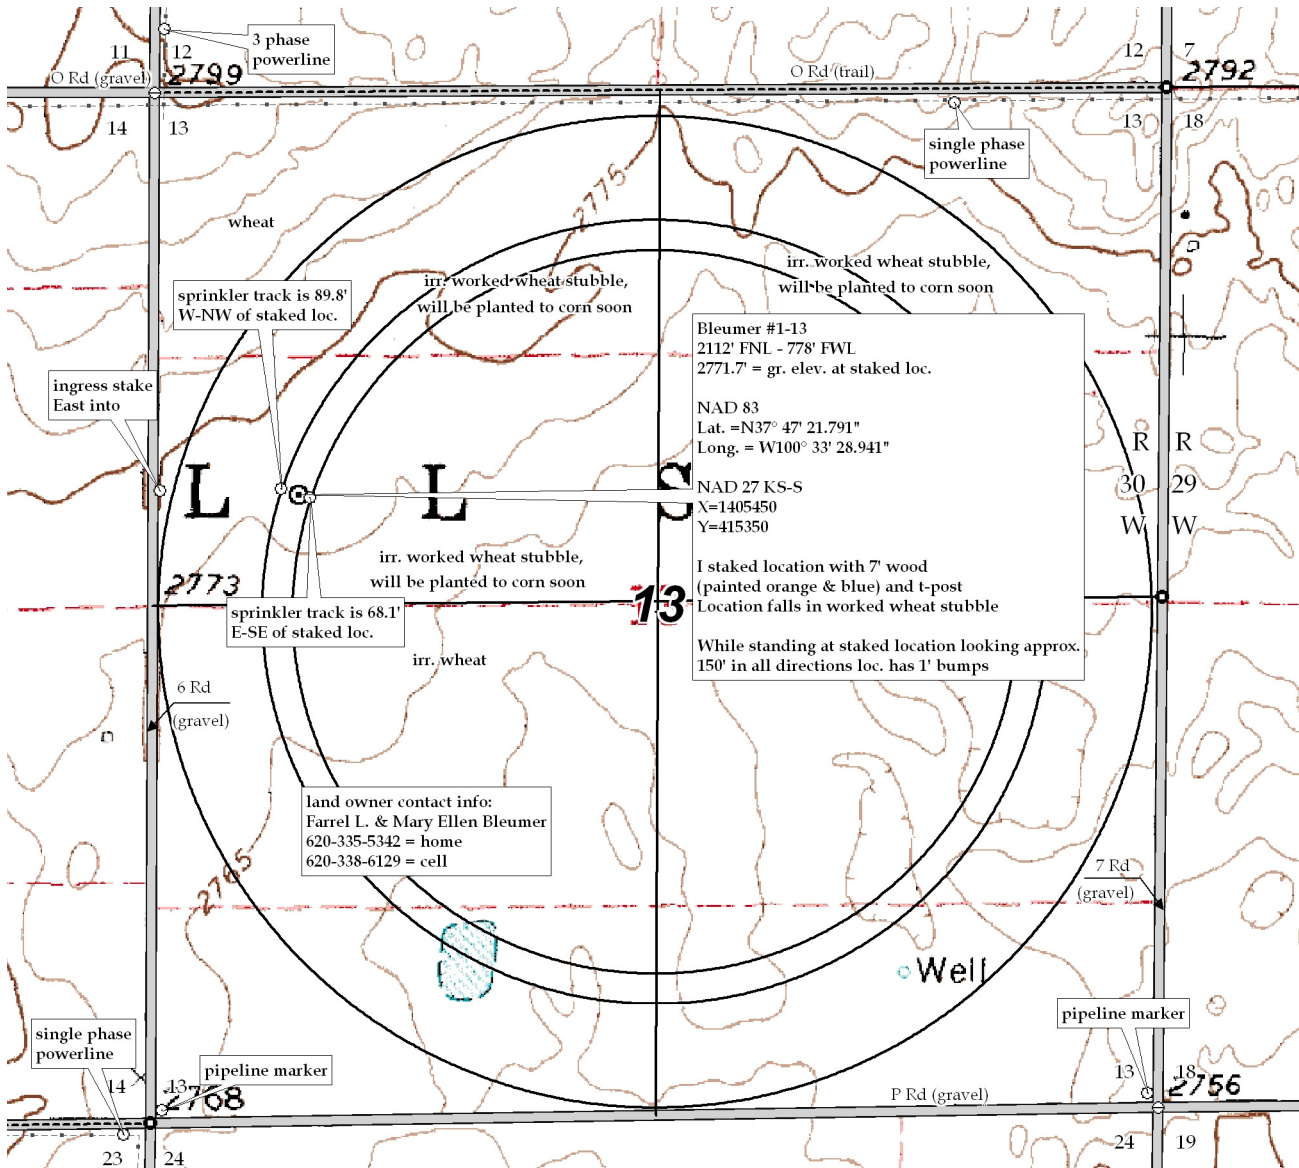 11
12
3 phase
powerline
12
7
O Rd (gravel)
2799
O Rd (trail)
2792
14
13
13
18
single phase
powerline
2775
wheat
irr. worked wheat stubble,
will be planted to corn soon
irr. worked wheat stubble,
will be planted to corn soon
sprinkler track is 89.8'
W-NW of staked loc.
Bleumer #1-13
2112' FNL - 778' FWL
2771.7' = gr. elev. at staked loc.
NAD 83
Lat. =N37° 47' 21.791"
Long. = W100° 33' 28.941"
NAD 27 KS-S
X=1405450
Y=415350
I staked location with 7' wood
(painted orange & blue) and t-post
Location falls in worked wheat stubble
While standing at staked location looking approx.
150' in all directions loc. has 1' bumps
ingress stake
East into
R R
30 29
W W
L L S
irr. worked wheat stubble,
will be planted to corn soon
2773
13
sprinkler track is 68.1'
E-SE of staked loc.
irr. wheat
6 Rd
(gravel)
land owner contact info:
Farrel L. & Mary Ellen Bleumer
620-335-5342 = home
620-338-6129 = cell
2765
7 Rd
(gravel)
Well
single phase
powerline
pipeline marker
pipeline marker
14
13
2768
13
18
2756
P Rd (gravel)
23
24
24
19